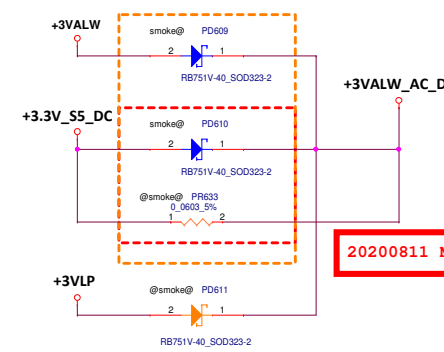 +3VALW
smoke@ PD609
2 1
RB751V-40_SOD323-2
+3VALW_AC_D
+3.3V_S5_DC
smoke@ PD610
2 1
RB751V-40_SOD323-2
@smoke@ PR633
0_0603_5%
1 2
20200811
+3VLP
@smoke@ PD611
2 1
RB751V-40_SOD323-2